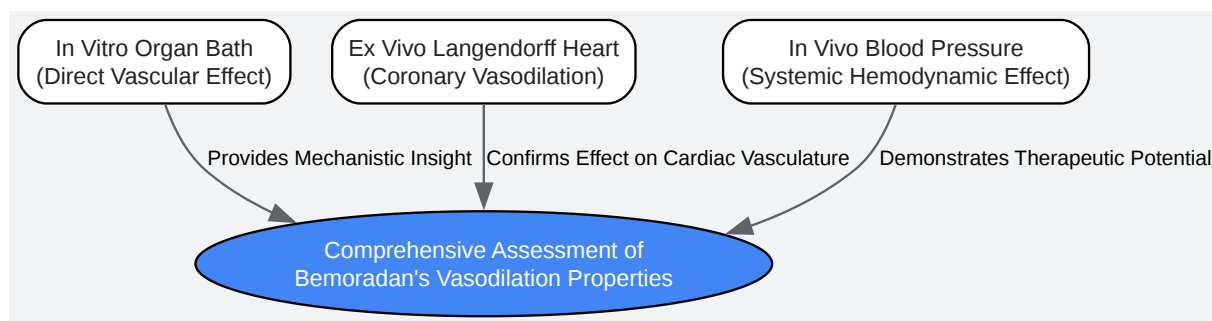 In Vitro Organ Bath
(Direct Vascular Effect)
Ex Vivo Langendorff Heart
(Coronary Vasodilation)
In Vivo Blood Pressure
(Systemic Hemodynamic Effect)
Provides Mechanistic Insight
Confirms Effect on Cardiac Vasculature
Demonstrates Therapeutic Potential
Comprehensive Assessment of
Bemoradan's Vasodilation Properties